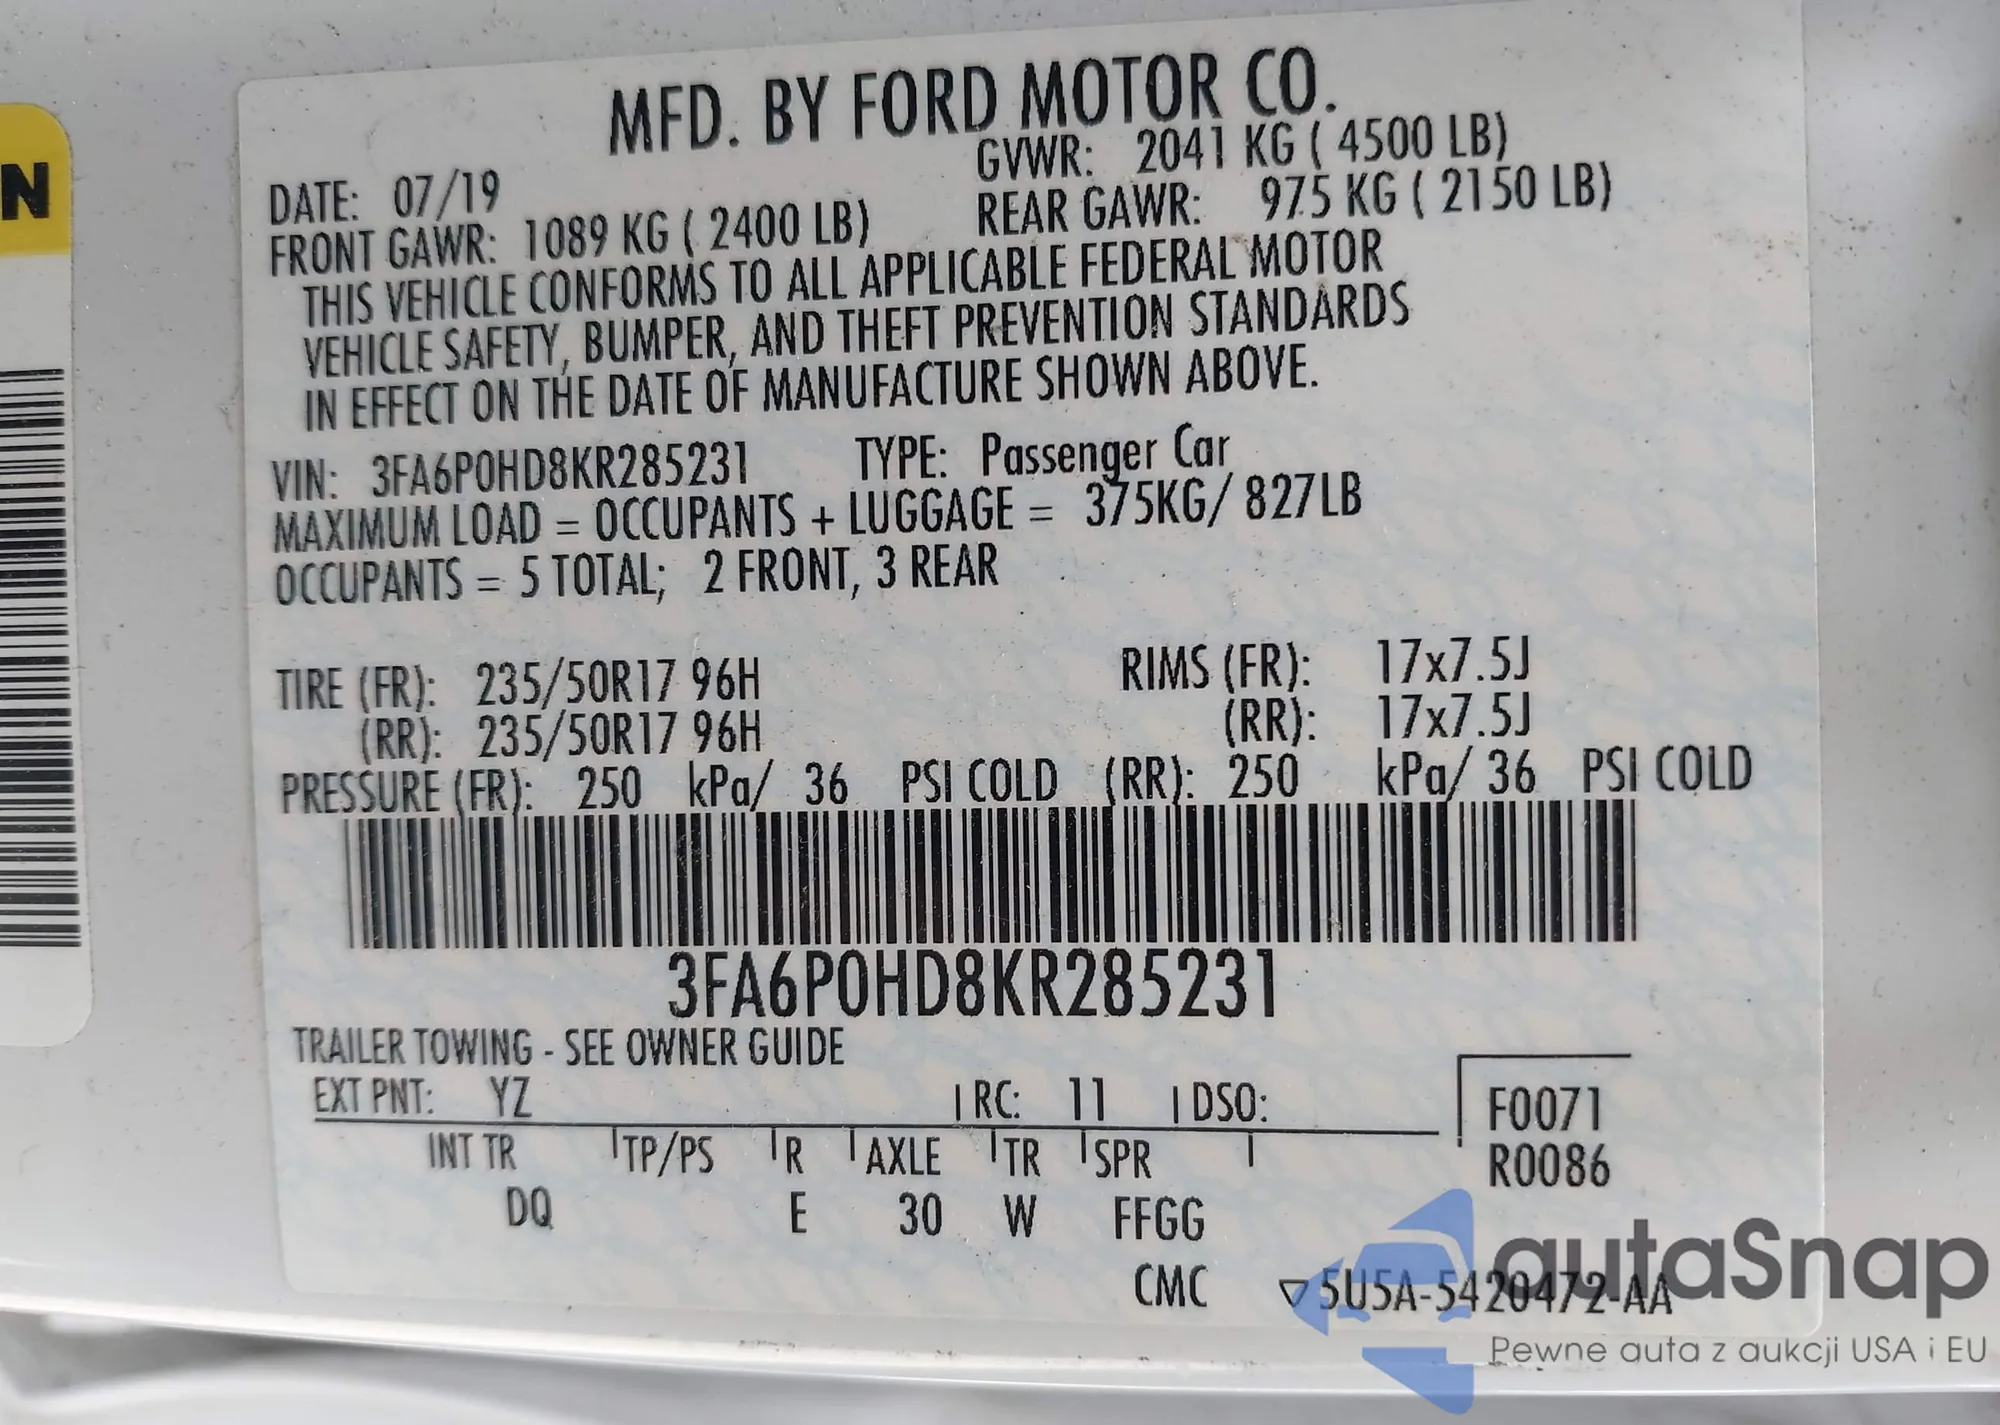 N
MFD. BY FORD MOTOR CO.
DATE: 07/19 GVWR: 2041 KG ( 4500 LB)
FRONT GAWR: 1089 KG ( 2400 LB) REAR GAWR: 975 KG ( 2150 LB)
THIS VEHICLE CONFORMS TO ALL APPLICABLE FEDERAL MOTOR
VEHICLE SAFETY, BUMPER, AND THEFT PREVENTION STANDARDS
IN EFFECT ON THE DATE OF MANUFACTURE SHOWN ABOVE.
VIN: 3FA6P0HD8KR285231 TYPE: Passenger Car
MAXIMUM LOAD = OCCUPANTS + LUGGAGE = 375KG/ 827LB
OCCUPANTS = 5 TOTAL; 2 FRONT, 3 REAR
TIRE (FR): 235/50R17 96H RIMS (FR): 17x7.5J
(RR): 235/50R17 96H (RR): 17x7.5J
PRESSURE (FR): 250 kPa/ 36 PSI COLD (RR): 250 kPa/ 36 PSI COLD
3FA6P0HD8KR285231
TRAILER TOWING - SEE OWNER GUIDE
EXT PNT: YZ RC: 11 DSO: F0071
INT TR TP/PS R AXLE TR SPR R0086
DQ E 30 W FFGG
CMC ▽5U5A-5420472-AA
autaSnap
Pewne auta z aukcji USA i EU